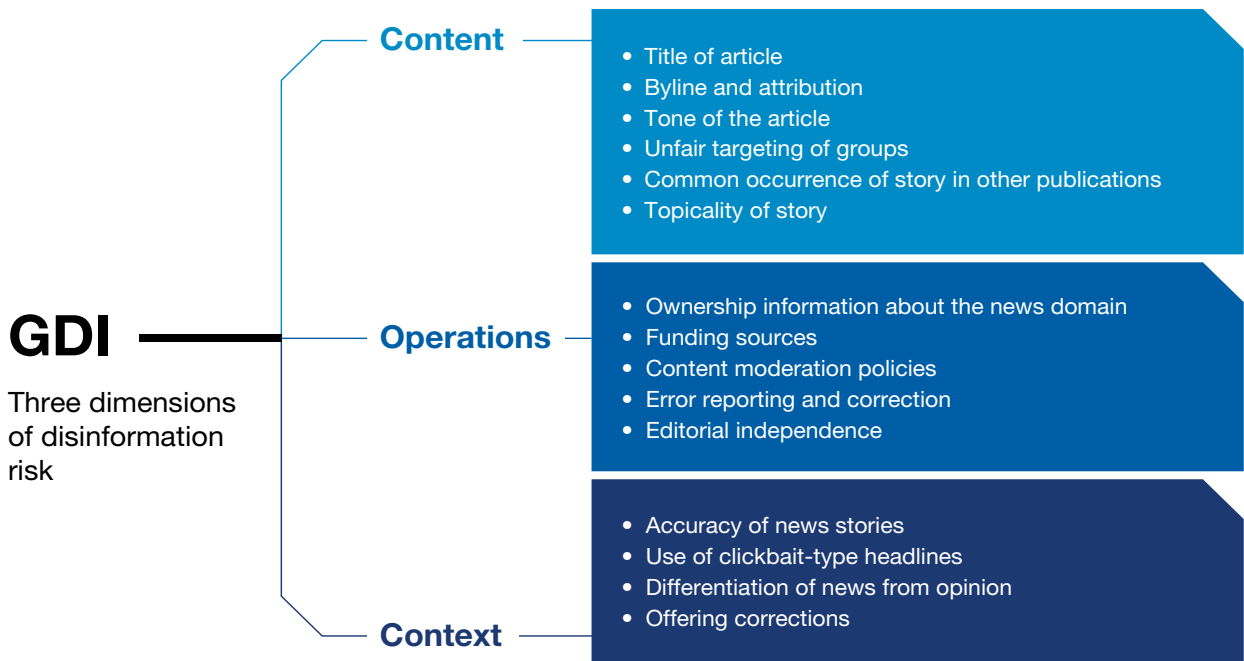 GDI
Three dimensions
of disinformation
risk
Content
• Title of article
• Byline and attribution
• Tone of the article
• Unfair targeting of groups
• Common occurrence of story in other publications
• Topicality of story
Operations
• Ownership information about the news domain
• Funding sources
• Content moderation policies
• Error reporting and correction
• Editorial independence
Context
• Accuracy of news stories
• Use of clickbait-type headlines
• Differentiation of news from opinion
• Offering corrections